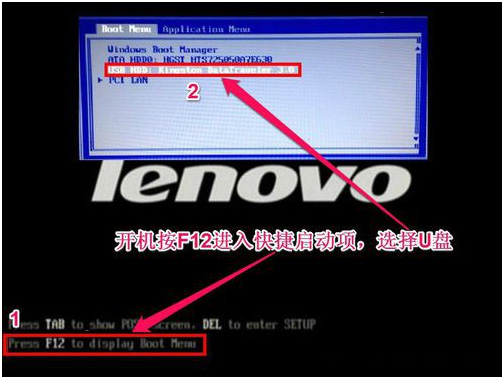 Boot Menu Application Menu
Windows Boot Manager
ATA HDD0: HGST HTS725050A7E630
USB HDD: Kingston DataTraveler 3.0
PCI LAN
2
lenovo
开机按F12进入快捷启动项，选择U盘
1
Press TAB to show POST screen, DEL to enter SETUP
Press F12 to display Boot Menu